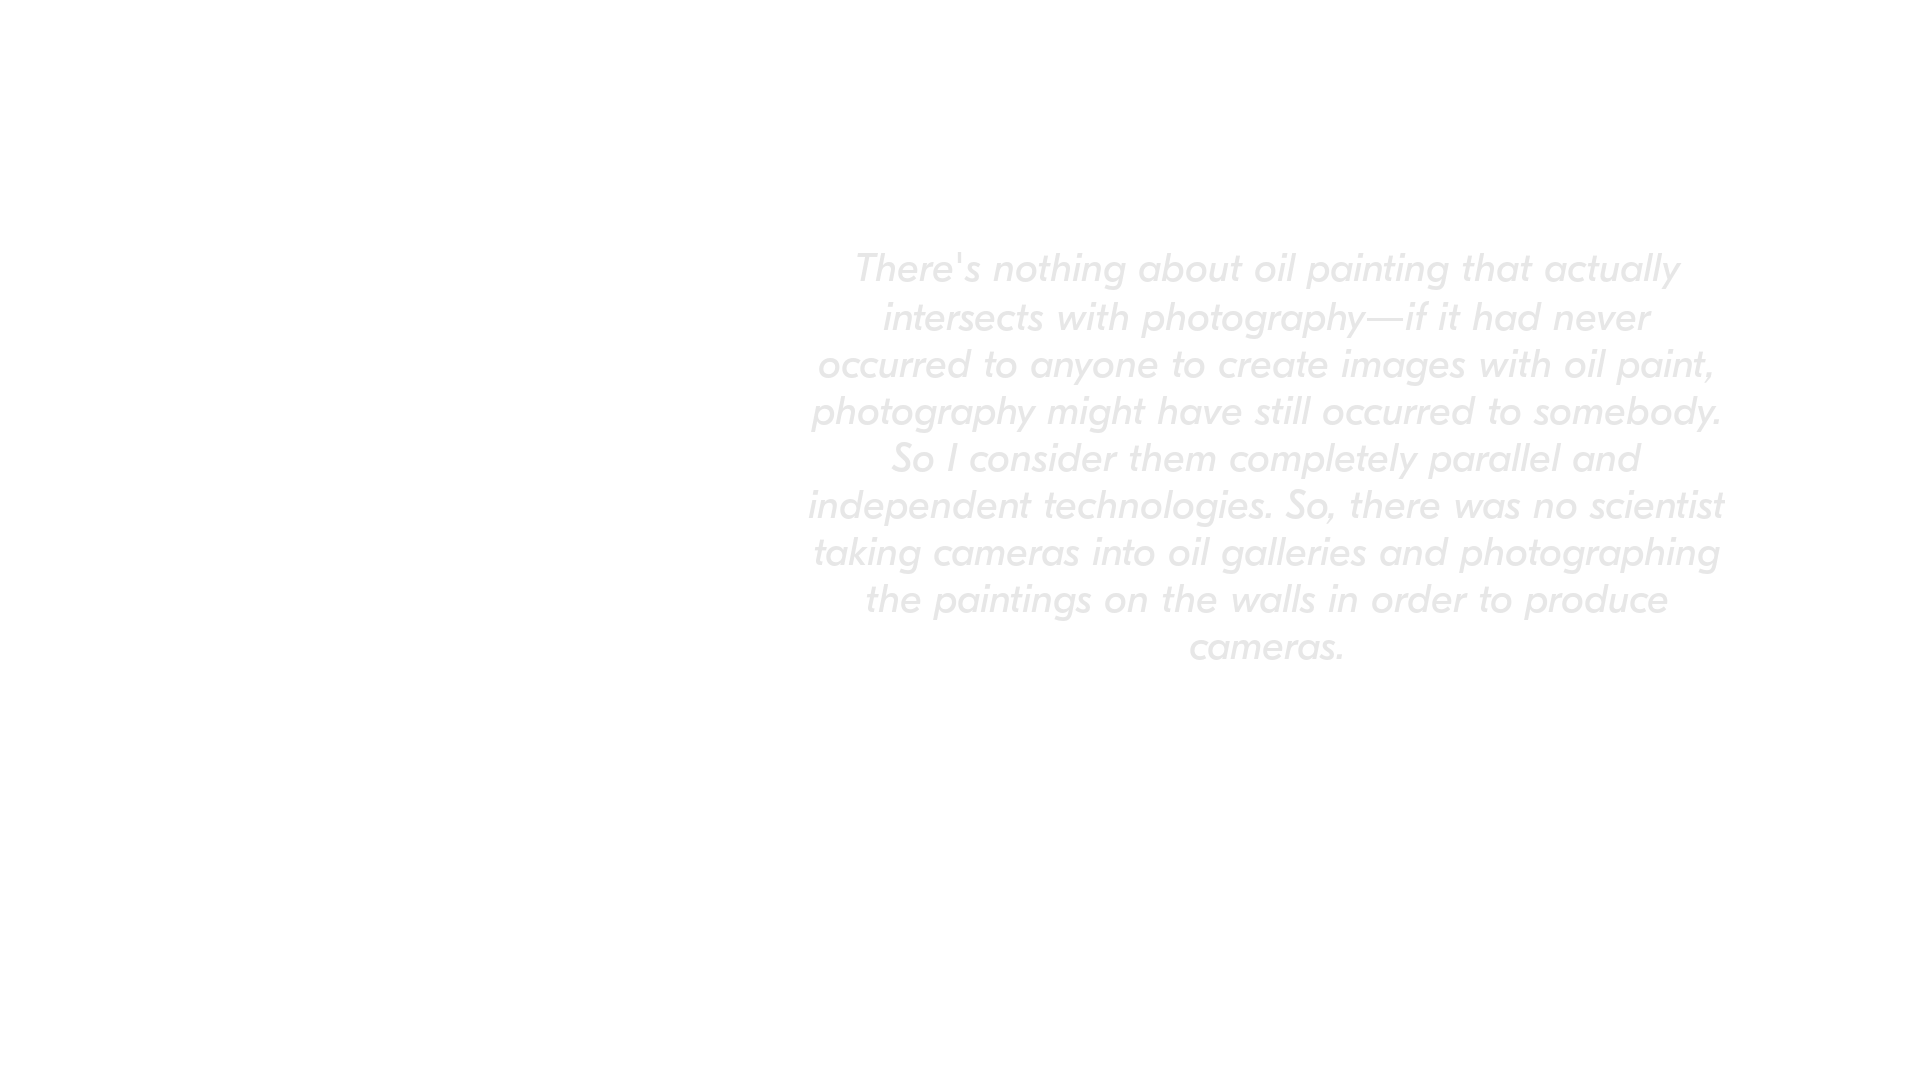 There's nothing about oil painting that actually
intersects with photography—if it had never
occurred to anyone to create images with oil paint,
photography might have still occurred to somebody.
So I consider them completely parallel and
independent technologies. So, there was no scientist
taking cameras into oil galleries and photographing
the paintings on the walls in order to produce
cameras.